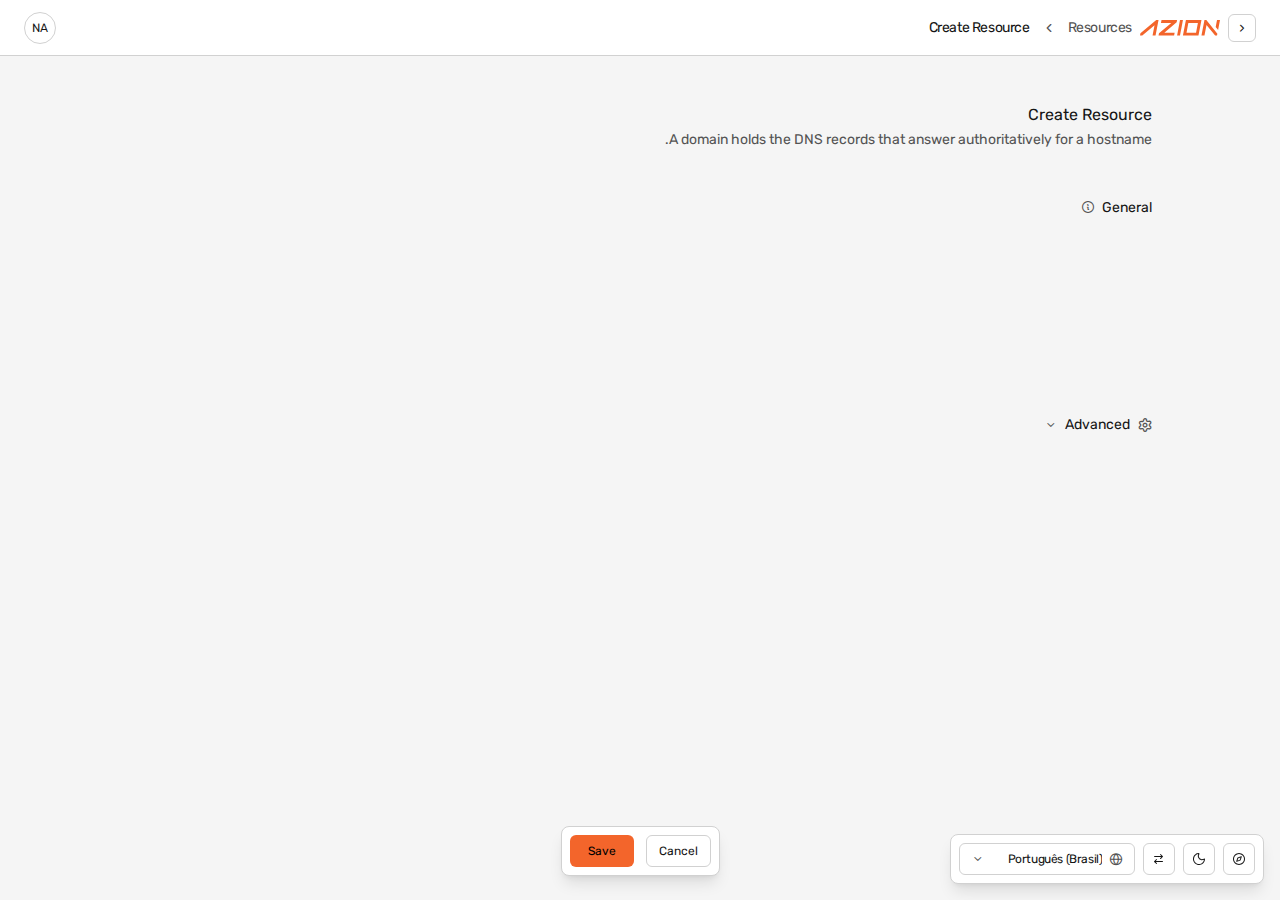 AZION
Resources
Create Resource
NA
Create Resource
.A domain holds the DNS records that answer authoritatively for a hostname
General
Advanced
Save
Cancel
Português (Brasil)